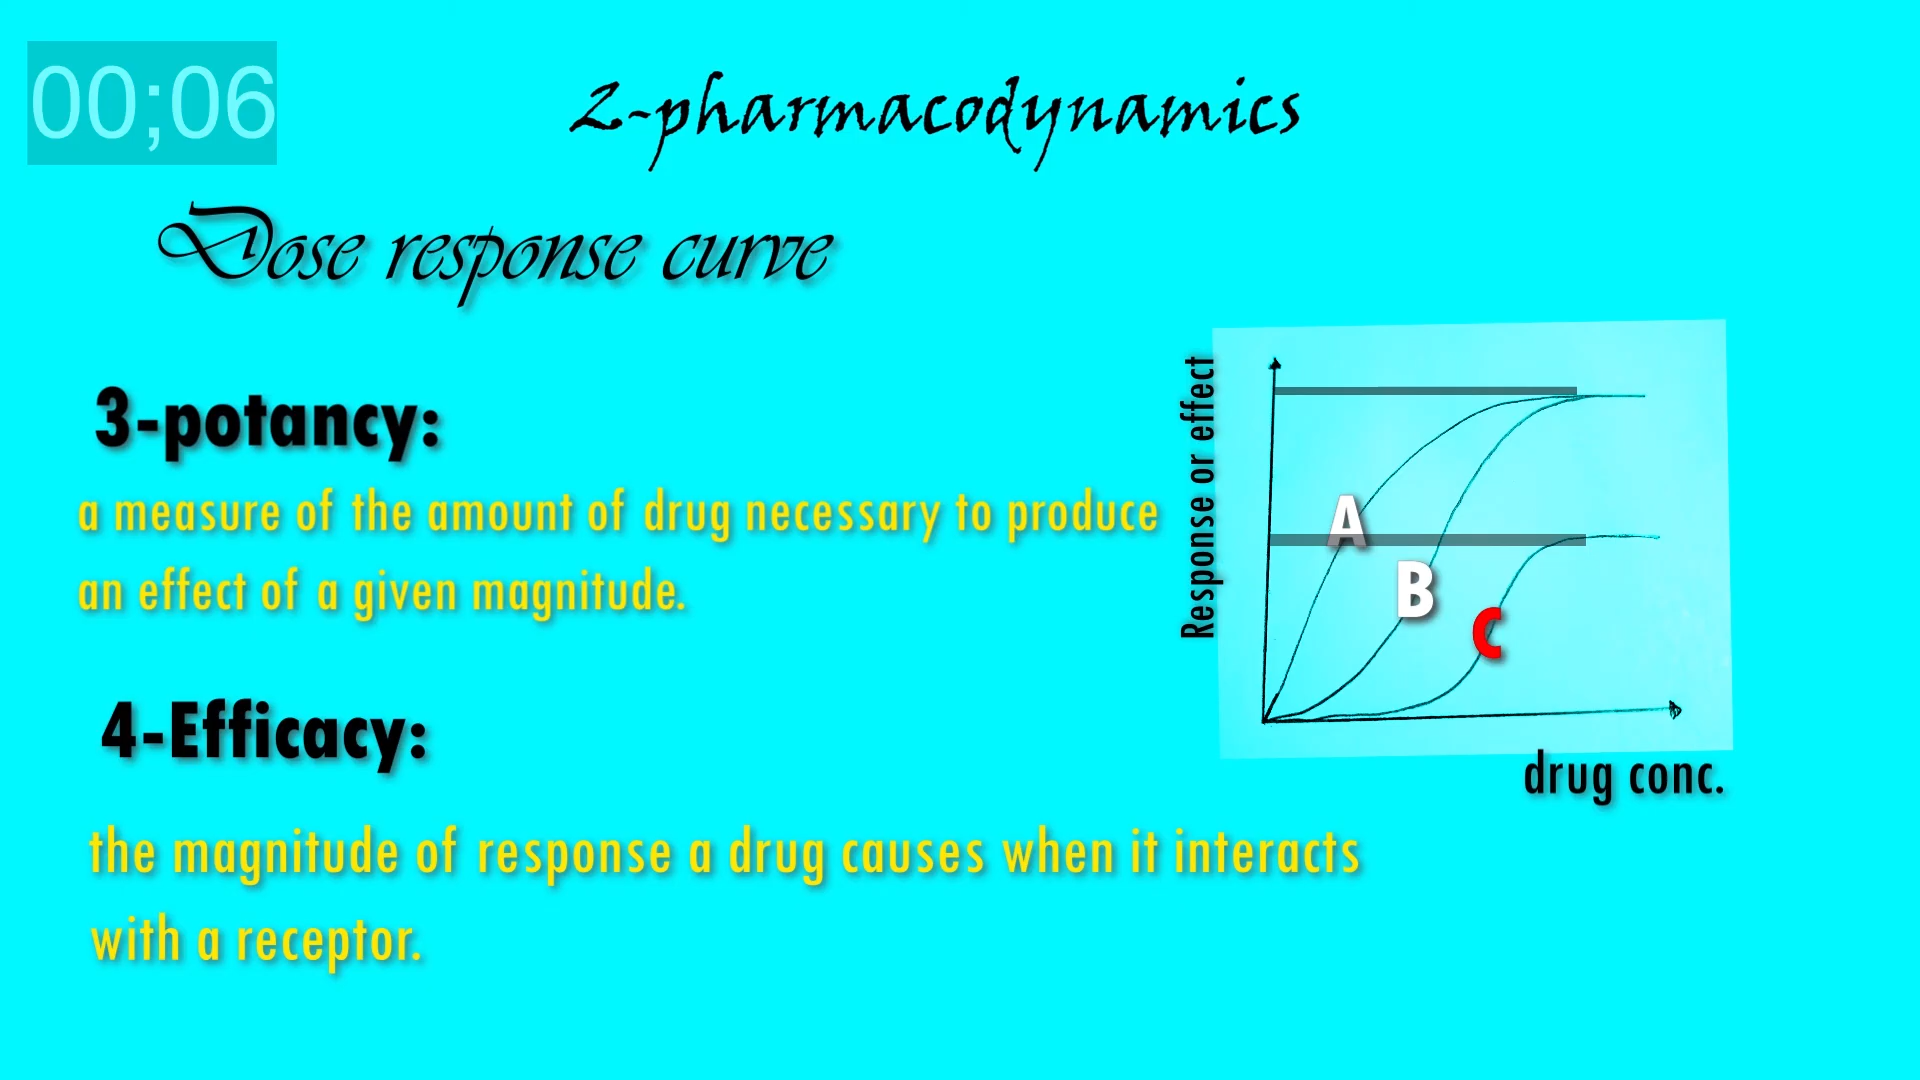 00;06
2-pharmacodynamics
Dose response curve
3-potancy:
a measure of the amount of drug necessary to produce
an effect of a given magnitude.
4-Efficacy:
the magnitude of response a drug causes when it interacts
with a receptor.
Response or effect
A
B
C
drug conc.